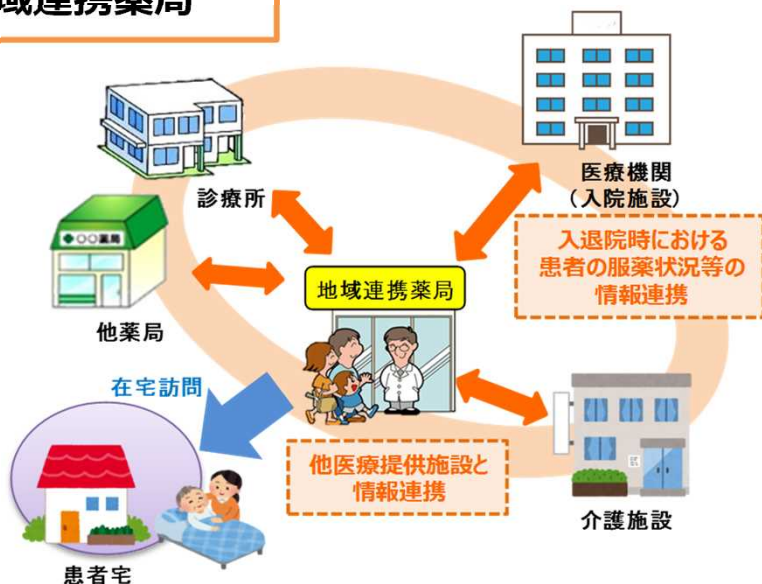 域連携薬局
診療所
医療機関
（入院施設）
入退院時における
患者の服薬状況等の
情報連携
○○薬局
他薬局
地域連携薬局
在宅訪問
他医療提供施設と
情報連携
介護施設
患者宅